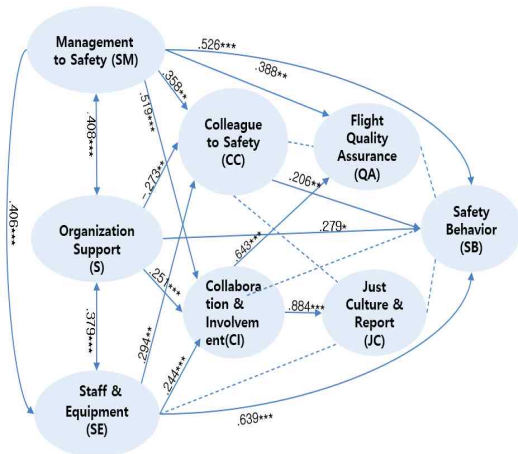 Management
to Safety (SM)
.526***
.388**
.358**
.519***
.408***
Colleague
to Safety
(CC)
Flight
Quality
Assurance
(QA)
.273**
.206**
.406***
Organization
Support
(S)
.279*
Safety
Behavior
(SB)
.643***
.251***
Collabora
tion &
Involvem
ent(CI)
.884***
Just
Culture &
Report
(JC)
.294**
.379***
.244***
Staff &
Equipment
(SE)
.639***